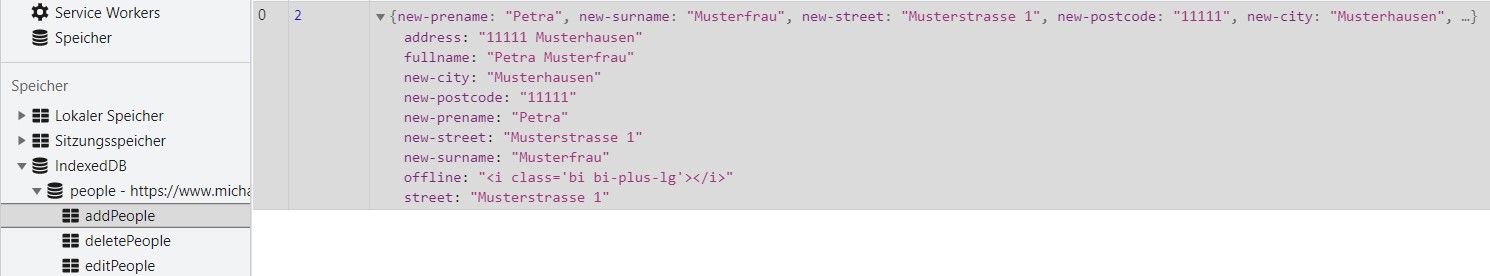 Service Workers
Speicher
Speicher
Lokaler Speicher
Sitzungsspeicher
IndexedDB
people - https://www.micha
addPeople
deletePeople
editPeople
0 2 {new-prename: "Petra", new-surname: "Musterfrau", new-street: "Musterstrasse 1", new-postcode: "11111", new-city: "Musterhausen", …}
address: "11111 Musterhausen"
fullname: "Petra Musterfrau"
new-city: "Musterhausen"
new-postcode: "11111"
new-prename: "Petra"
new-street: "Musterstrasse 1"
new-surname: "Musterfrau"
offline: "<i class='bi bi-plus-lg'></i>"
street: "Musterstrasse 1"